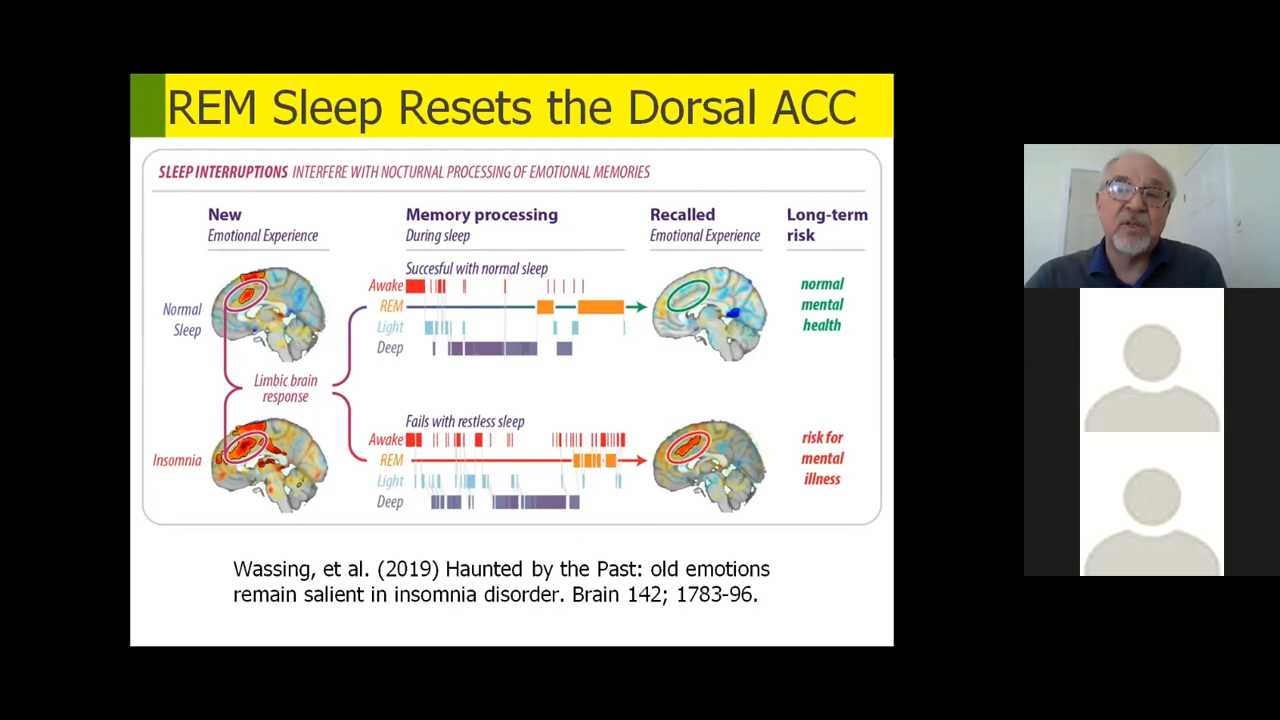 REM Sleep Resets the Dorsal ACC
SLEEP INTERRUPTIONS INTERFERE WITH NOCTURNAL PROCESSING OF EMOTIONAL MEMORIES
New
Emotional Experience
Memory processing
During sleep
Recalled
Emotional Experience
Long-term
risk
Normal
Sleep
Succesful with normal sleep
Awake
REM
Light
Deep
normal
mental
health
Limbic brain
response
Insomnia
Fails with restless sleep
Awake
REM
Light
Deep
risk for
mental
illness
Wassing, et al. (2019) Haunted by the Past: old emotions
remain salient in insomnia disorder. Brain 142; 1783-96.